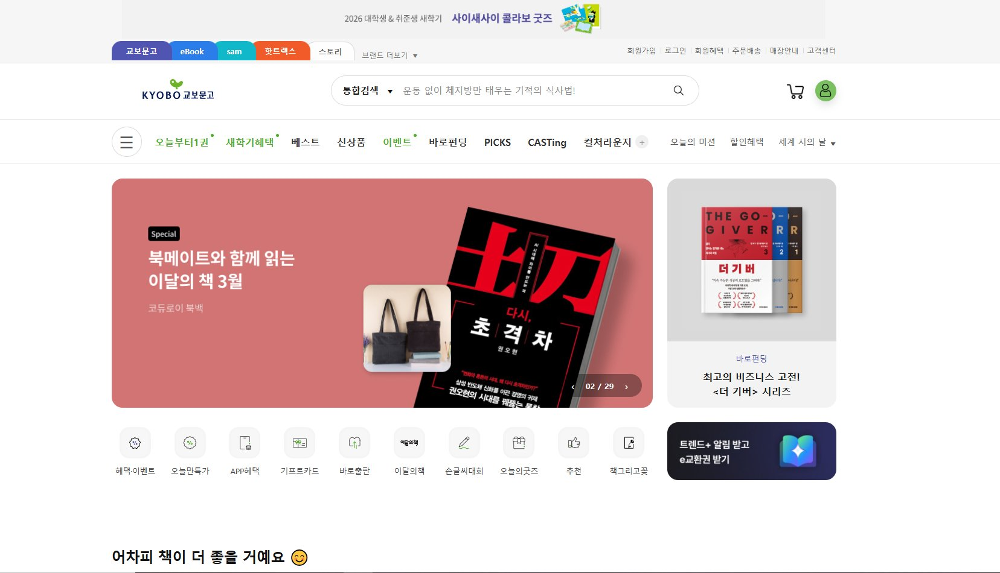 2026 대학생 & 취준생 새학기 사이새사이 콜라보 굿즈
교보문고 eBook sam 핫트랙스 스토리 브랜드 더보기
회원가입 로그인 회원혜택 주문배송 매장안내 고객센터
KYOBO 교보문고
통합검색 운동 없이 체지방만 태우는 기적의 식사법!
오늘부터1권 새학기혜택 베스트 신상품 이벤트 바로펀딩 PICKS CASTing 컬처라운지 +
오늘의 미션 할인혜택 세계 시의 날
Special
북메이트와 함께 읽는
이달의 책 3월
코듀로이 북백
AI 시대에 차이를 만드는 책
다시,
초격차
권오현
"변화와 혼돈의 시대, 왜 다시 초격차인가?"
삼성 반도체 신화를 이끈 경영의 귀재
권오현의 시대를 꿰뚫는 통찰
‹ 02 / 29 ›
THE GO-
GIVER R R
3 2 1
더 기버
바로펀딩
최고의 비즈니스 고전!
<더 기버> 시리즈
% %
이달의책
혜택·이벤트 오늘만특가 APP혜택 기프트카드 바로출판 이달의책 손글씨대회 오늘의굿즈 추천 책그리고꽃
트렌드+ 알림 받고
e교환권 받기
어차피 책이 더 좋을 거예요 😊